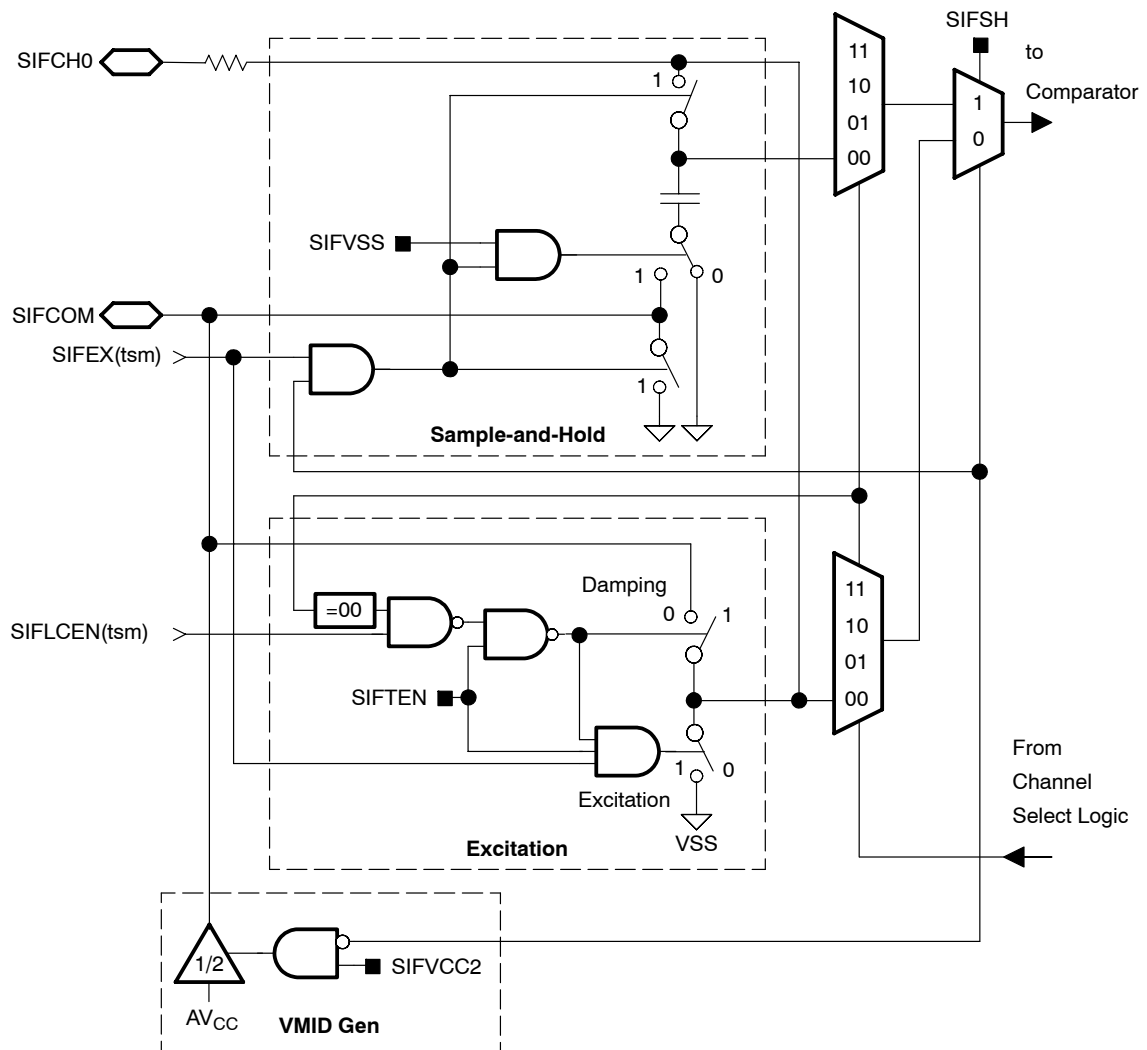 SIFSH
SIFCH0
to
Comparator
1
11
10
01
00
1
0
SIFVSS
1
0
SIFCOM
SIFEX(tsm)
1
Sample-and-Hold
Damping
0
1
=00
SIFLCEN(tsm)
11
10
01
00
SIFTEN
1
0
Excitation
VSS
Excitation
From
Channel
Select Logic
1/2
SIFVCC2
AVCC
VMID Gen